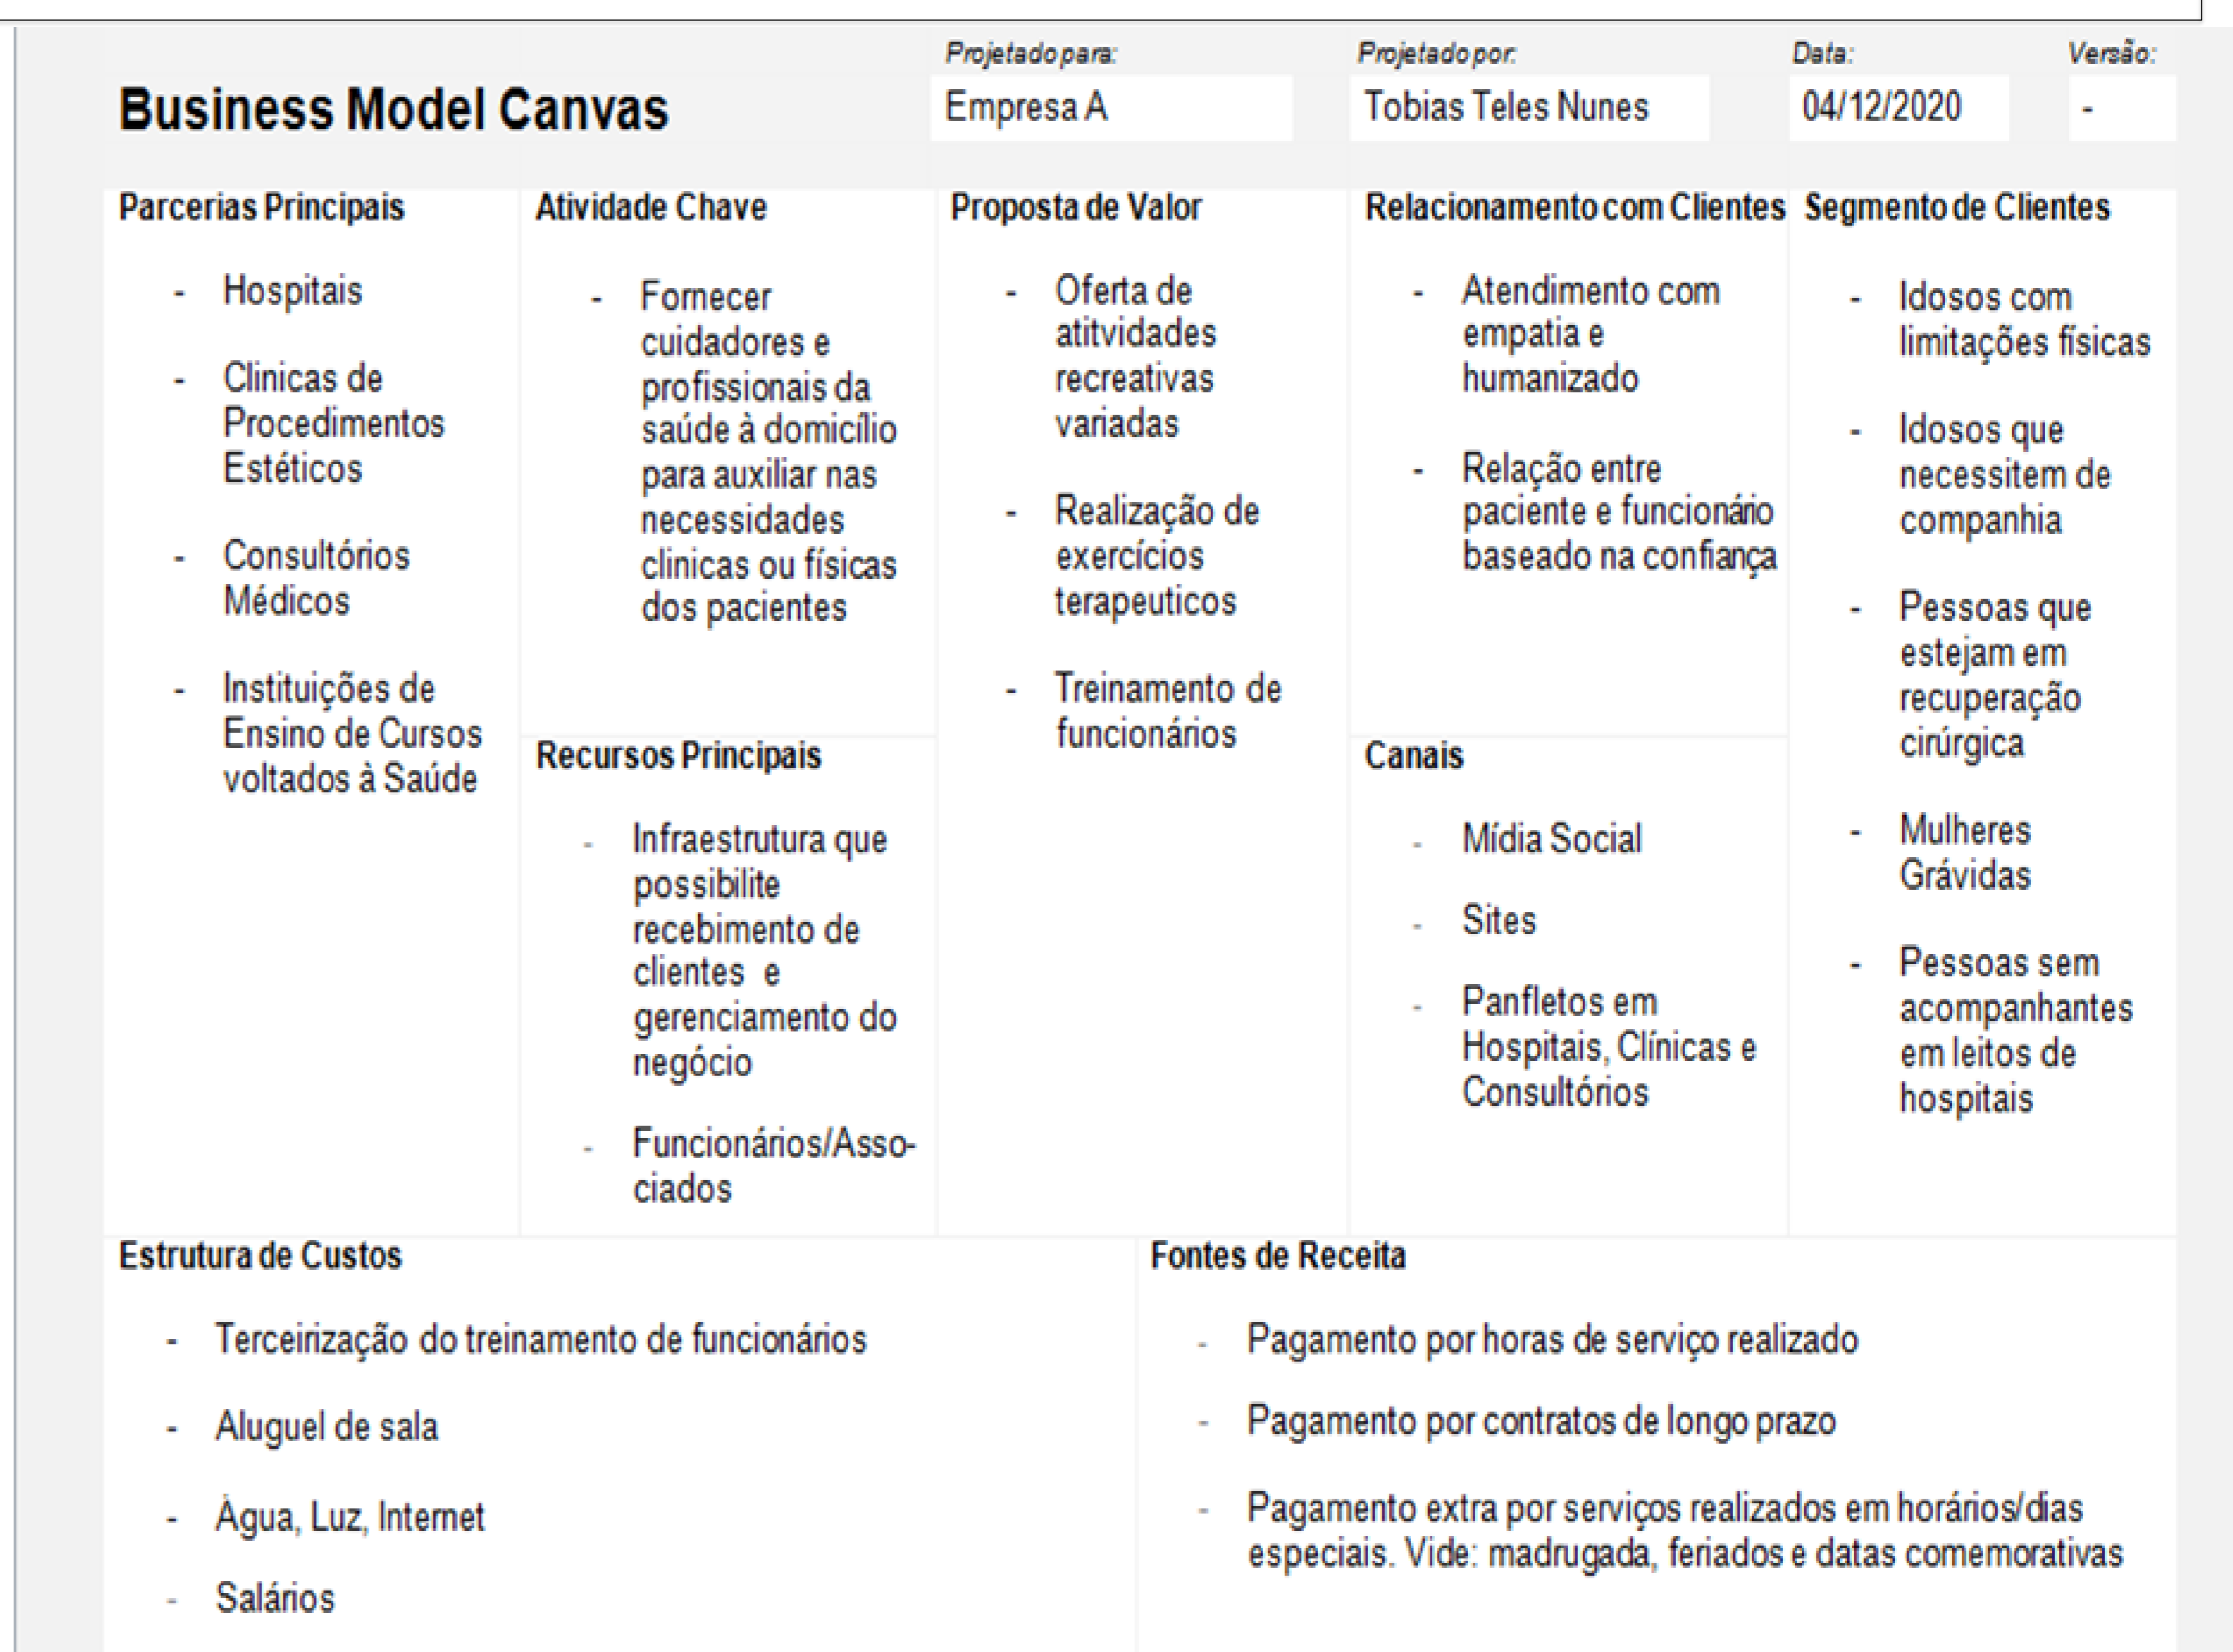 Projetado para:
Projetado por:
Data:
Versão:
Business Model Canvas
Empresa A
Tobias Teles Nunes
04/12/2020
-
Parcerias Principais
- Hospitais
- Clinicas de
Procedimentos
Estéticos
- Consultórios
Médicos
- Instituições de
Ensino de Cursos
voltados à Saúde
Atividade Chave
- Fornecer
cuidadores e
profissionais da
saúde à domicílio
para auxiliar nas
necessidades
clinicas ou físicas
dos pacientes
Recursos Principais
- Infraestrutura que
possibilite
recebimento de
clientes e
gerenciamento do
negócio
- Funcionários/Asso-
ciados
Proposta de Valor
- Oferta de
atitvidades
recreativas
variadas
- Realização de
exercícios
terapeuticos
- Treinamento de
funcionários
Relacionamento com Clientes
- Atendimento com
empatia e
humanizado
- Relação entre
paciente e funcionário
baseado na confiança
Canais
- Mídia Social
- Sites
- Panfletos em
Hospitais, Clínicas e
Consultórios
Segmento de Clientes
- Idosos com
limitações físicas
- Idosos que
necessitem de
companhia
- Pessoas que
estejam em
recuperação
cirúrgica
- Mulheres
Grávidas
- Pessoas sem
acompanhantes
em leitos de
hospitais
Estrutura de Custos
- Terceirização do treinamento de funcionários
- Aluguel de sala
- Água, Luz, Internet
- Salários
Fontes de Receita
- Pagamento por horas de serviço realizado
- Pagamento por contratos de longo prazo
- Pagamento extra por serviços realizados em horários/dias
especiais. Vide: madrugada, feriados e datas comemorativas